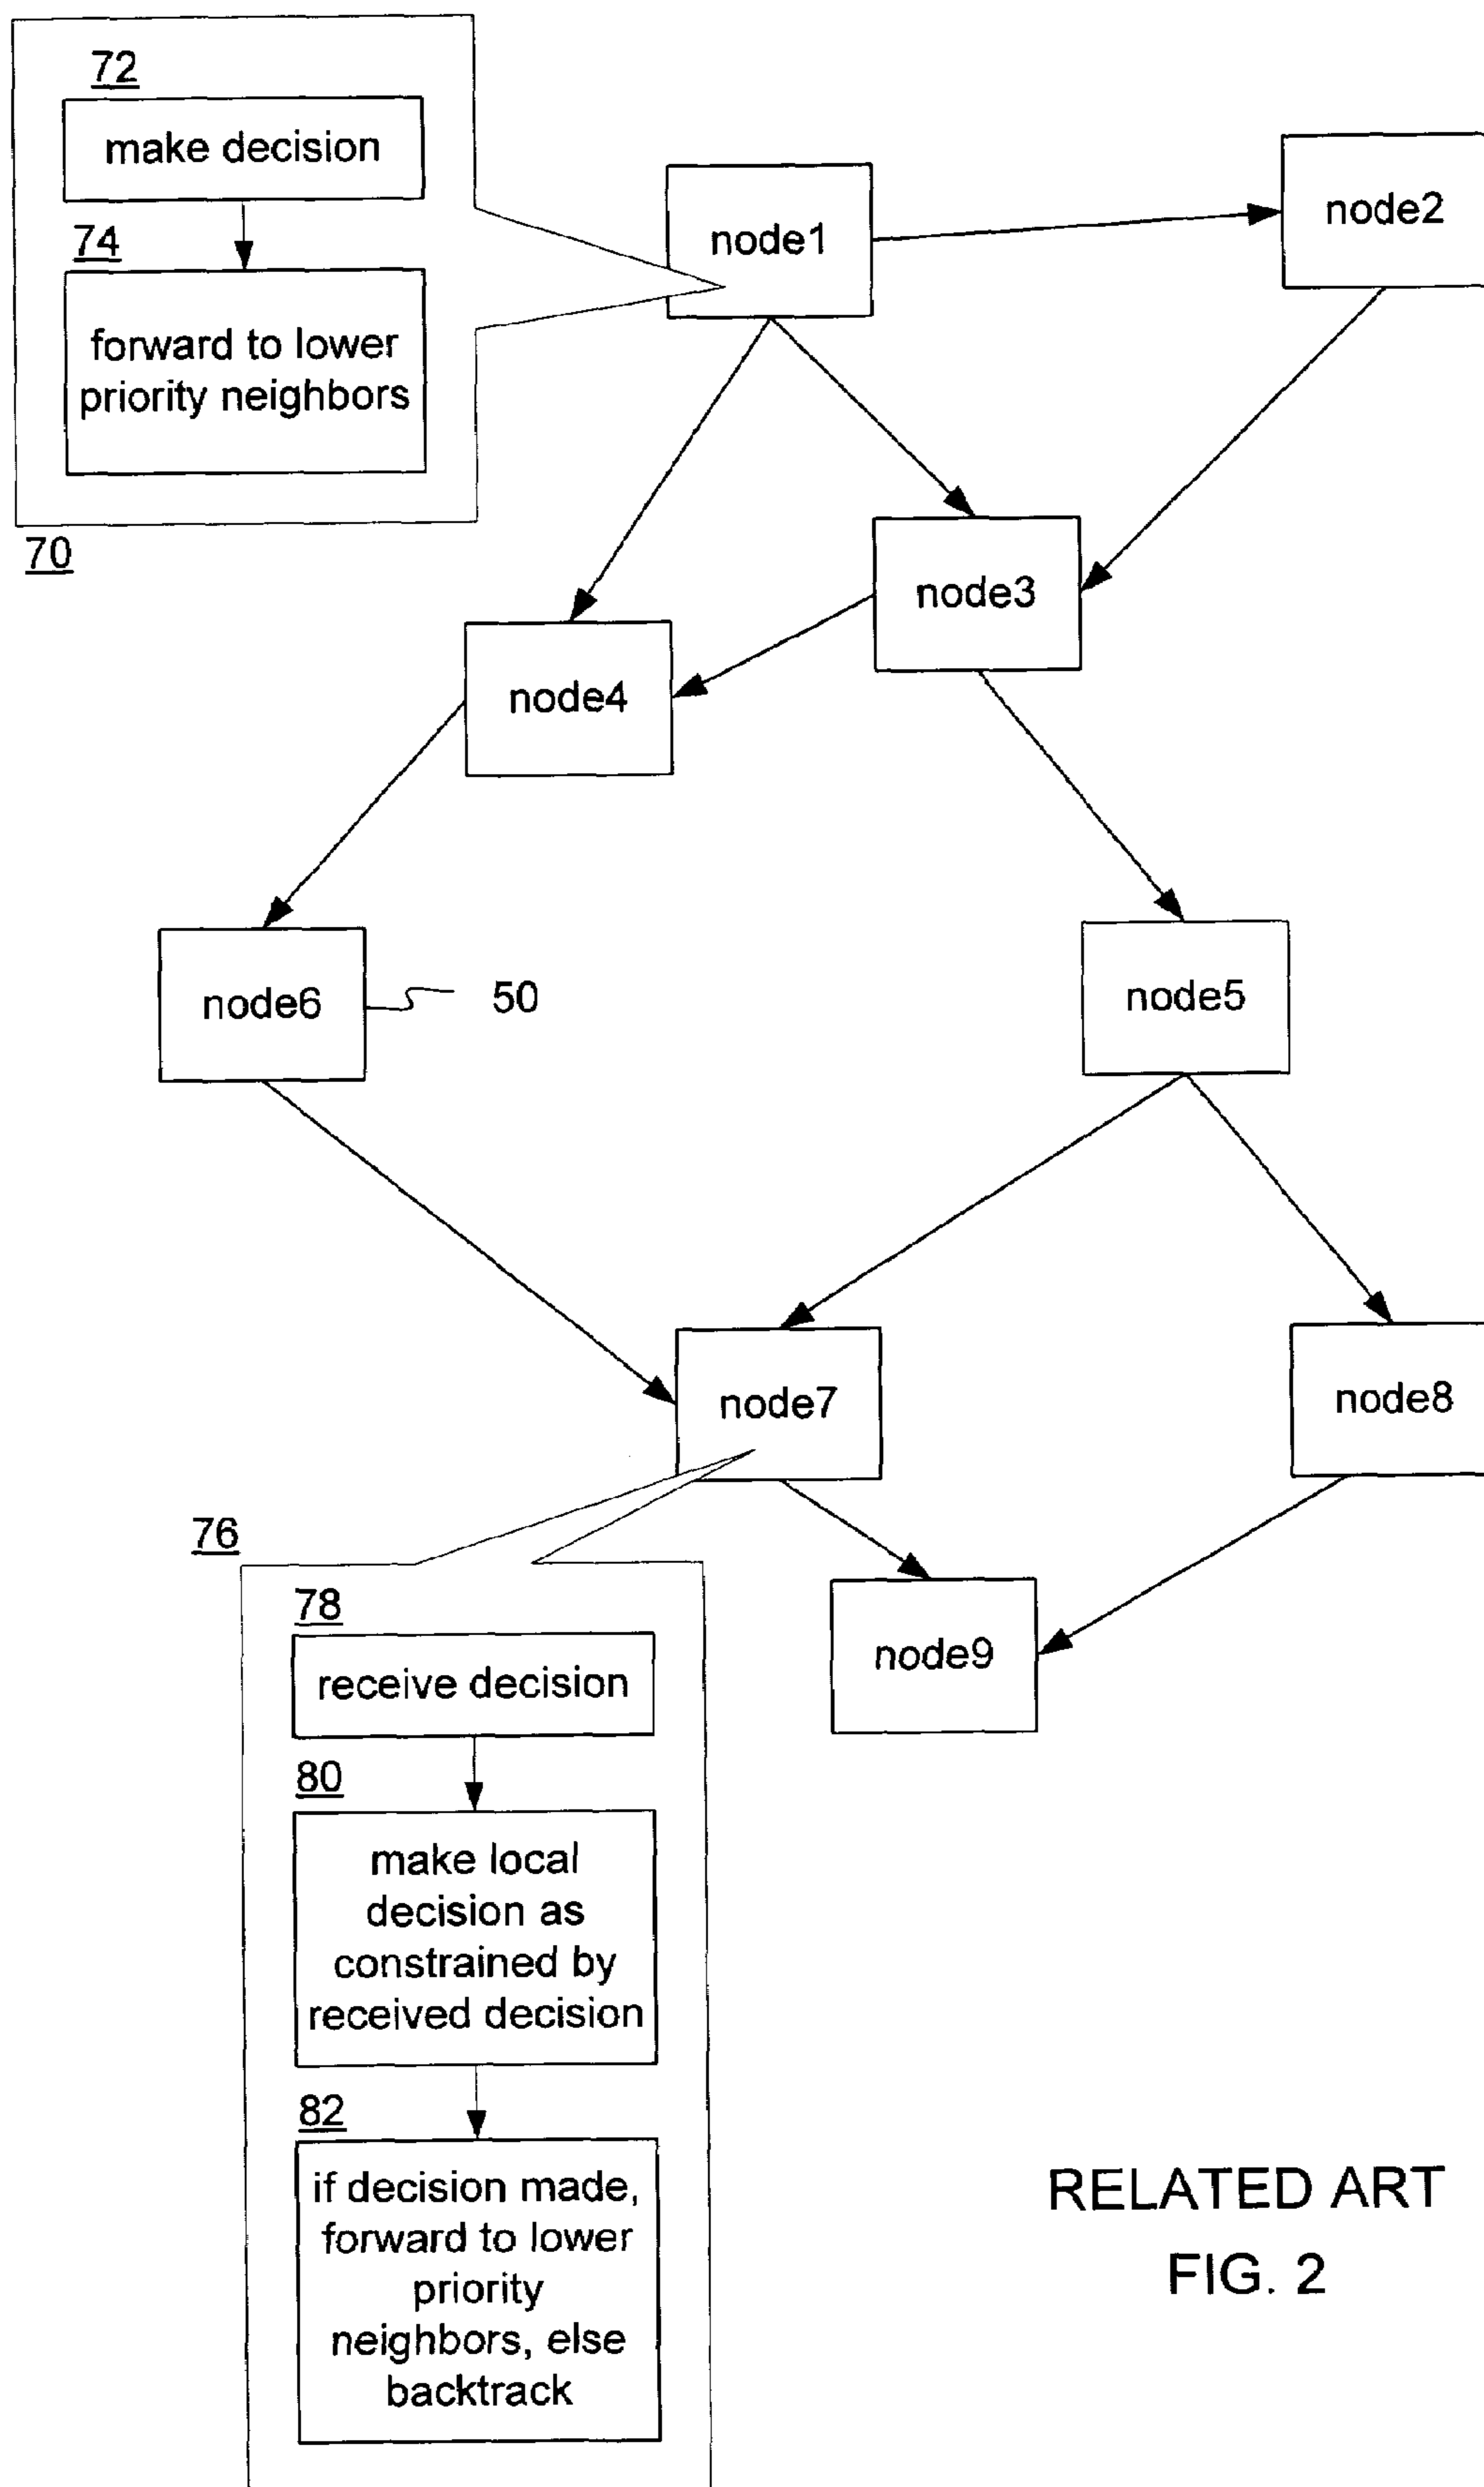 72
make decision
74
forward to lower
priority neighbors
70
node1
node2
node3
node4
node6
50
node5
node7
node8
76
78
receive decision
node9
80
make local
decision as
constrained by
received decision
82
if decision made,
forward to lower
priority
neighbors, else
backtrack
RELATED ART
FIG. 2